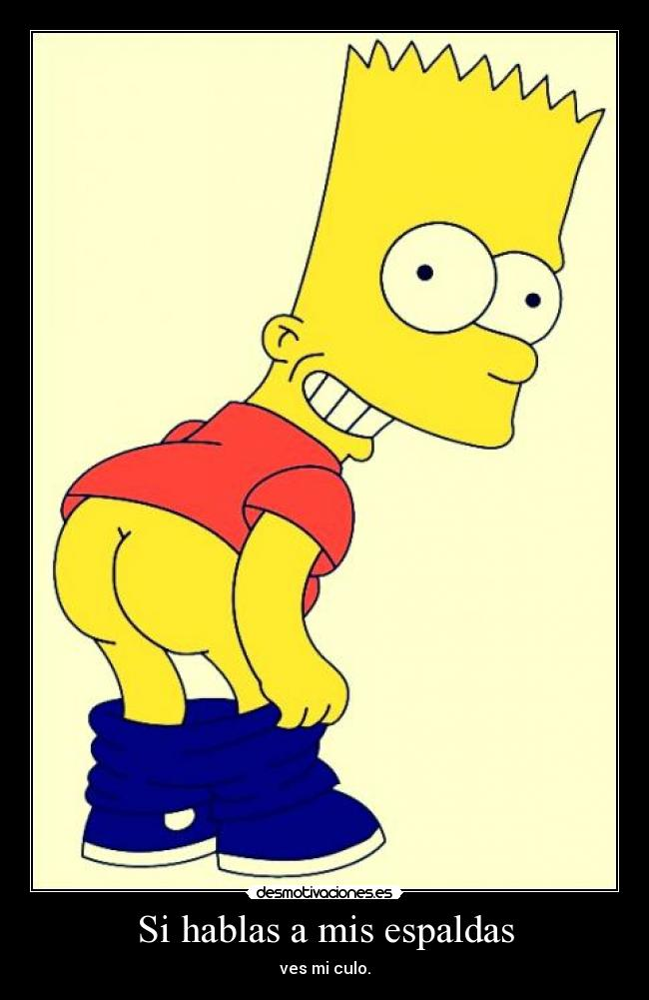 desmotivaciones.es
Si hablas a mis espaldas
ves mi culo.